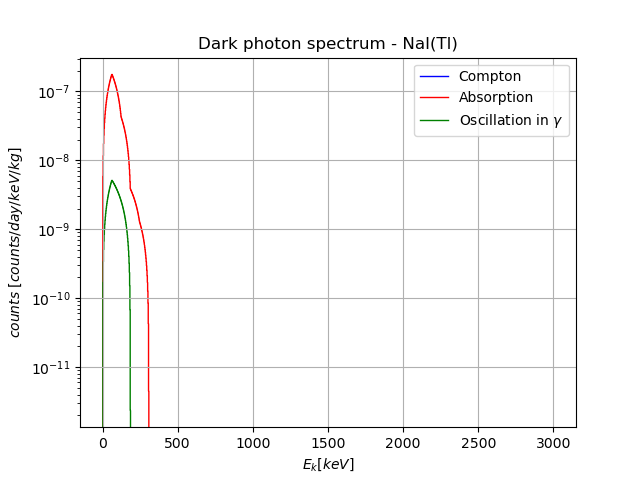 Dark photon spectrum - NaI(Tl)
Compton
Absorption
Oscillation in γ
counts [counts/day/keV/kg]
10⁻⁷
10⁻⁸
10⁻⁹
10⁻¹⁰
10⁻¹¹
0 500 1000 1500 2000 2500 3000
Eₖ[keV]